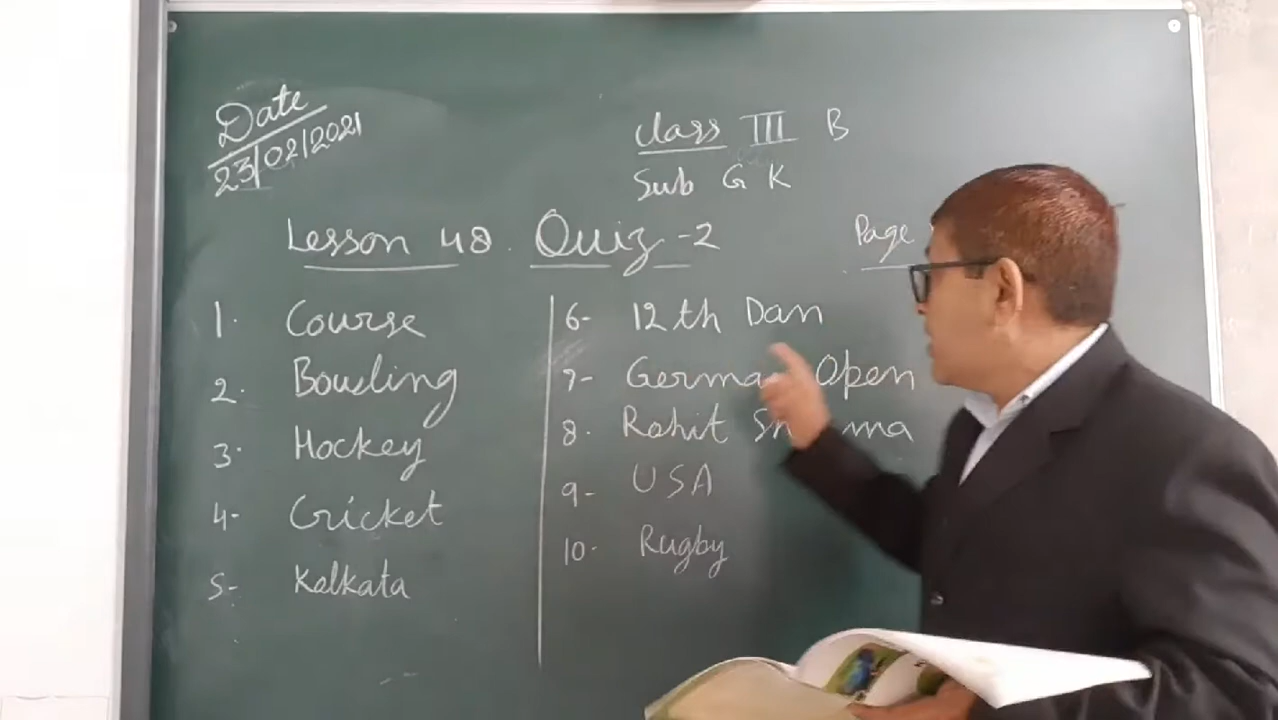 Date
23/02/2021
Class III B
Sub G K
Lesson 48. Quiz -2
Page
1. Course
2. Bowling
3. Hockey
4- Cricket
5- Kolkata
6- 12th Dan
7- German Open
8. Rohit
9- USA
10. Rugby